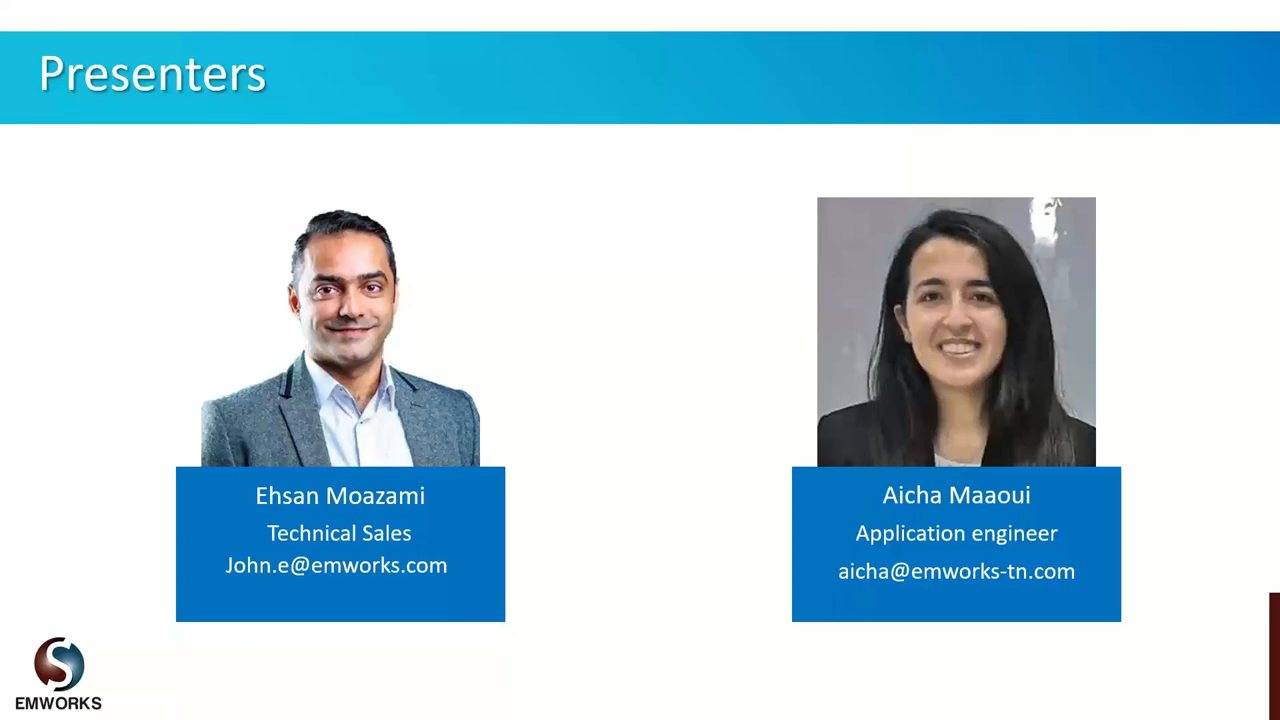 Presenters
Ehsan Moazami
Technical Sales
John.e@emworks.com
Aicha Maaoui
Application engineer
aicha@emworks-tn.com
S
EMWORKS